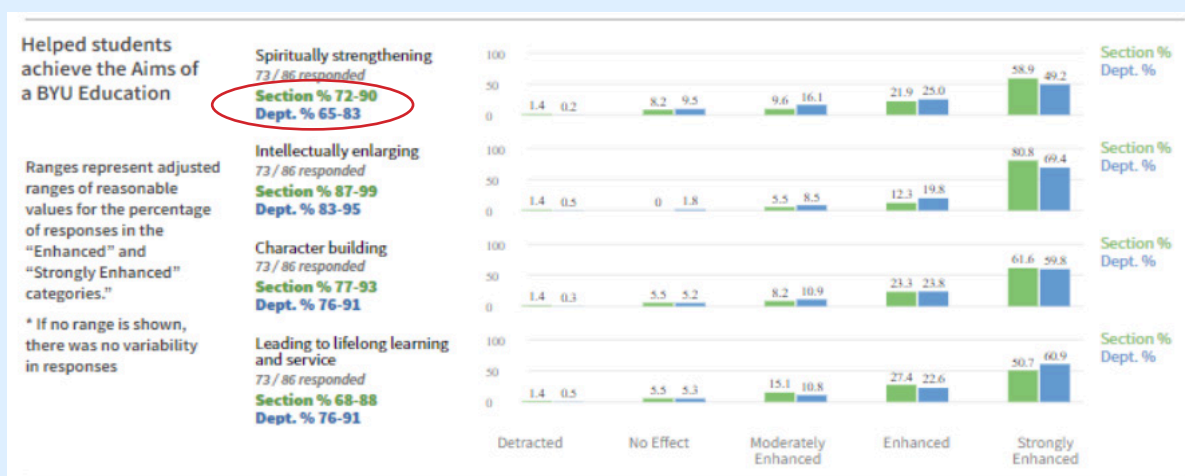 Helped students
achieve the Aims of
a BYU Education
Ranges represent adjusted
ranges of reasonable
values for the percentage
of responses in the
“Enhanced” and
“Strongly Enhanced”
categories.”
* If no range is shown,
there was no variability
in responses
Spiritually strengthening
73 / 86 responded
Section % 72-90
Dept. % 65-83
100
50
0
1.4 0.2
8.2 9.5
9.6 16.1
21.9 25.0
58.9 49.2
Section %
Dept. %
Intellectually enlarging
73 / 86 responded
Section % 87-99
Dept. % 83-95
100
50
0
1.4 0.5
0 1.8
5.5 8.5
12.3 19.8
80.8 69.4
Section %
Dept. %
Character building
73 / 86 responded
Section % 77-93
Dept. % 76-91
100
50
0
1.4 0.3
5.5 5.2
8.2 10.9
23.3 23.8
61.6 59.8
Section %
Dept. %
Leading to lifelong learning
and service
73 / 86 responded
Section % 68-88
Dept. % 76-91
100
50
0
1.4 0.5
5.5 5.3
15.1 10.8
27.4 22.6
50.7 60.9
Section %
Dept. %
Detracted
No Effect
Moderately
Enhanced
Enhanced
Strongly
Enhanced